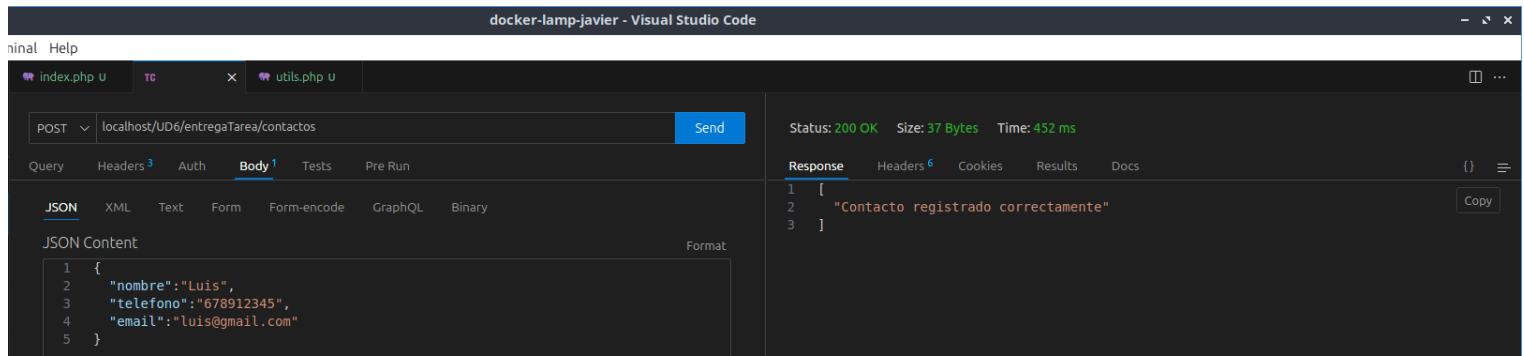 docker-lamp-javier - Visual Studio Code
minal Help
index.php U TC utils.php U
POST localhost/UD6/entregaTarea/contactos Send
Query Headers 3 Auth Body 1 Tests Pre Run
JSON XML Text Form Form-encode GraphQL Binary
JSON Content Format
1 {
2 "nombre":"Luis",
3 "telefono":"678912345",
4 "email":"luis@gmail.com"
5 }
Status: 200 OK Size: 37 Bytes Time: 452 ms
Response Headers 6 Cookies Results Docs {}
1 [
2 "Contacto registrado correctamente"
3 ]
Copy